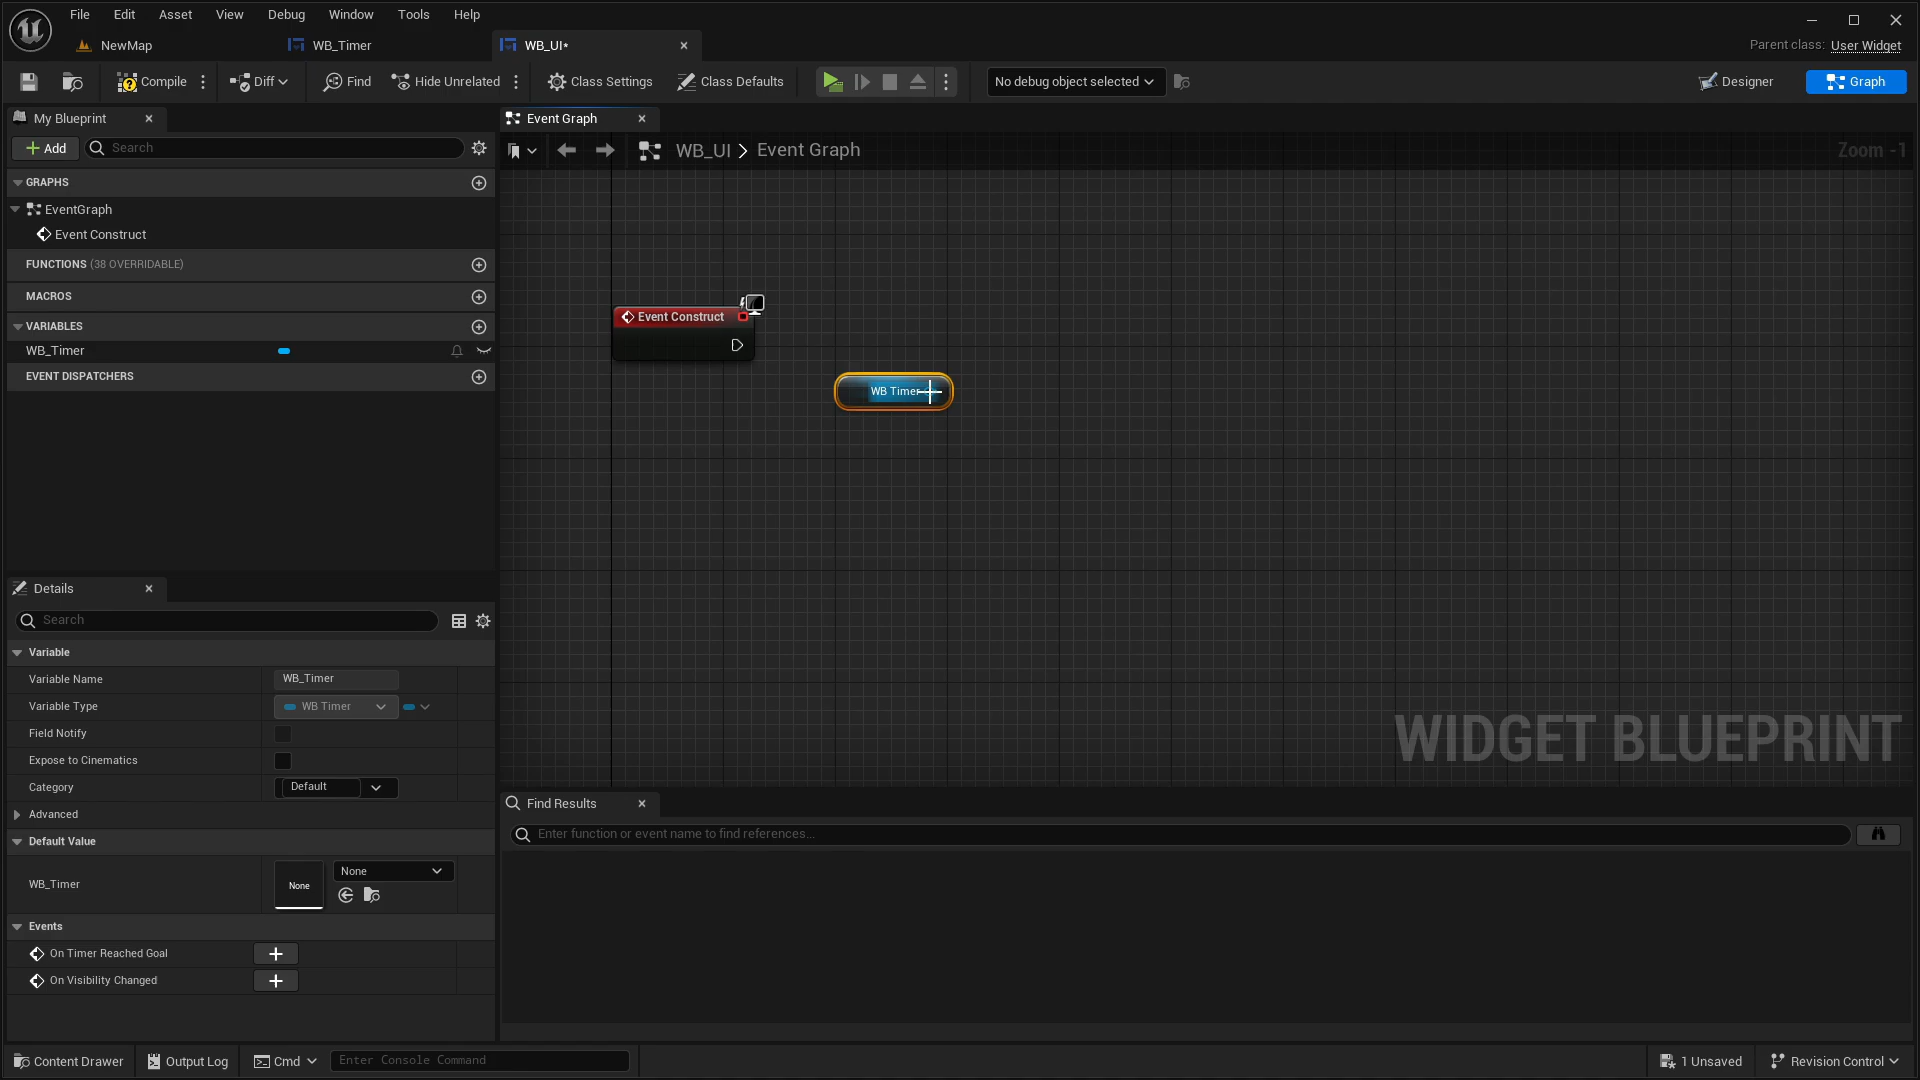 File Edit Asset View Debug Window Tools Help
NewMap WB_Timer WB_UI* Parent class: User Widget
Compile Diff Find Hide Unrelated Class Settings Class Defaults No debug object selected Designer Graph
My Blueprint
Event Graph
Add Search
WB_UI > Event Graph Zoom -1
GRAPHS
EventGraph
Event Construct
FUNCTIONS (38 OVERRIDABLE)
MACROS
VARIABLES
WB_Timer
EVENT DISPATCHERS
Event Construct
WB Timer
WIDGET BLUEPRINT
Details
Search
Variable
Variable Name WB_Timer
Variable Type WB Timer
Field Notify
Expose to Cinematics
Category Default
Advanced
Default Value
WB_Timer None None
Events
On Timer Reached Goal
On Visibility Changed
Find Results
Enter function or event name to find references...
Content Drawer Output Log Cmd Enter Console Command 1 Unsaved Revision Control